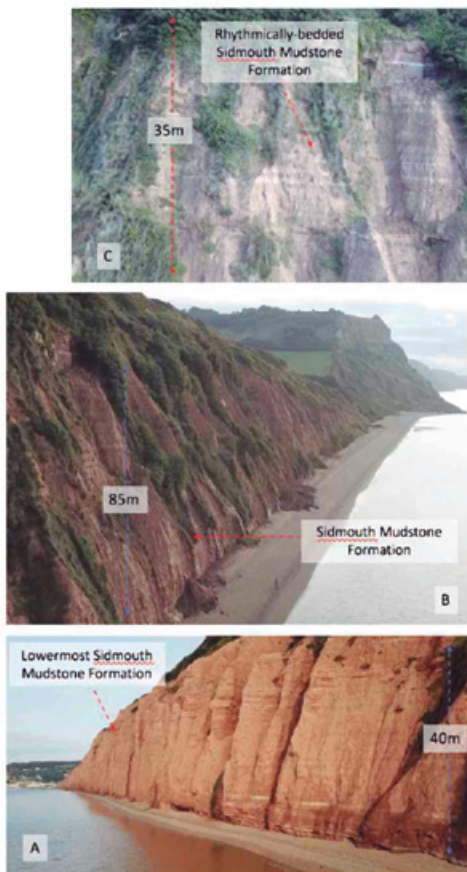 Rhythmically-bedded
Sidmouth Mudstone
Formation
35m
C
85m
Sidmouth Mudstone
Formation
B
Lowermost Sidmouth
Mudstone Formation
40m
A